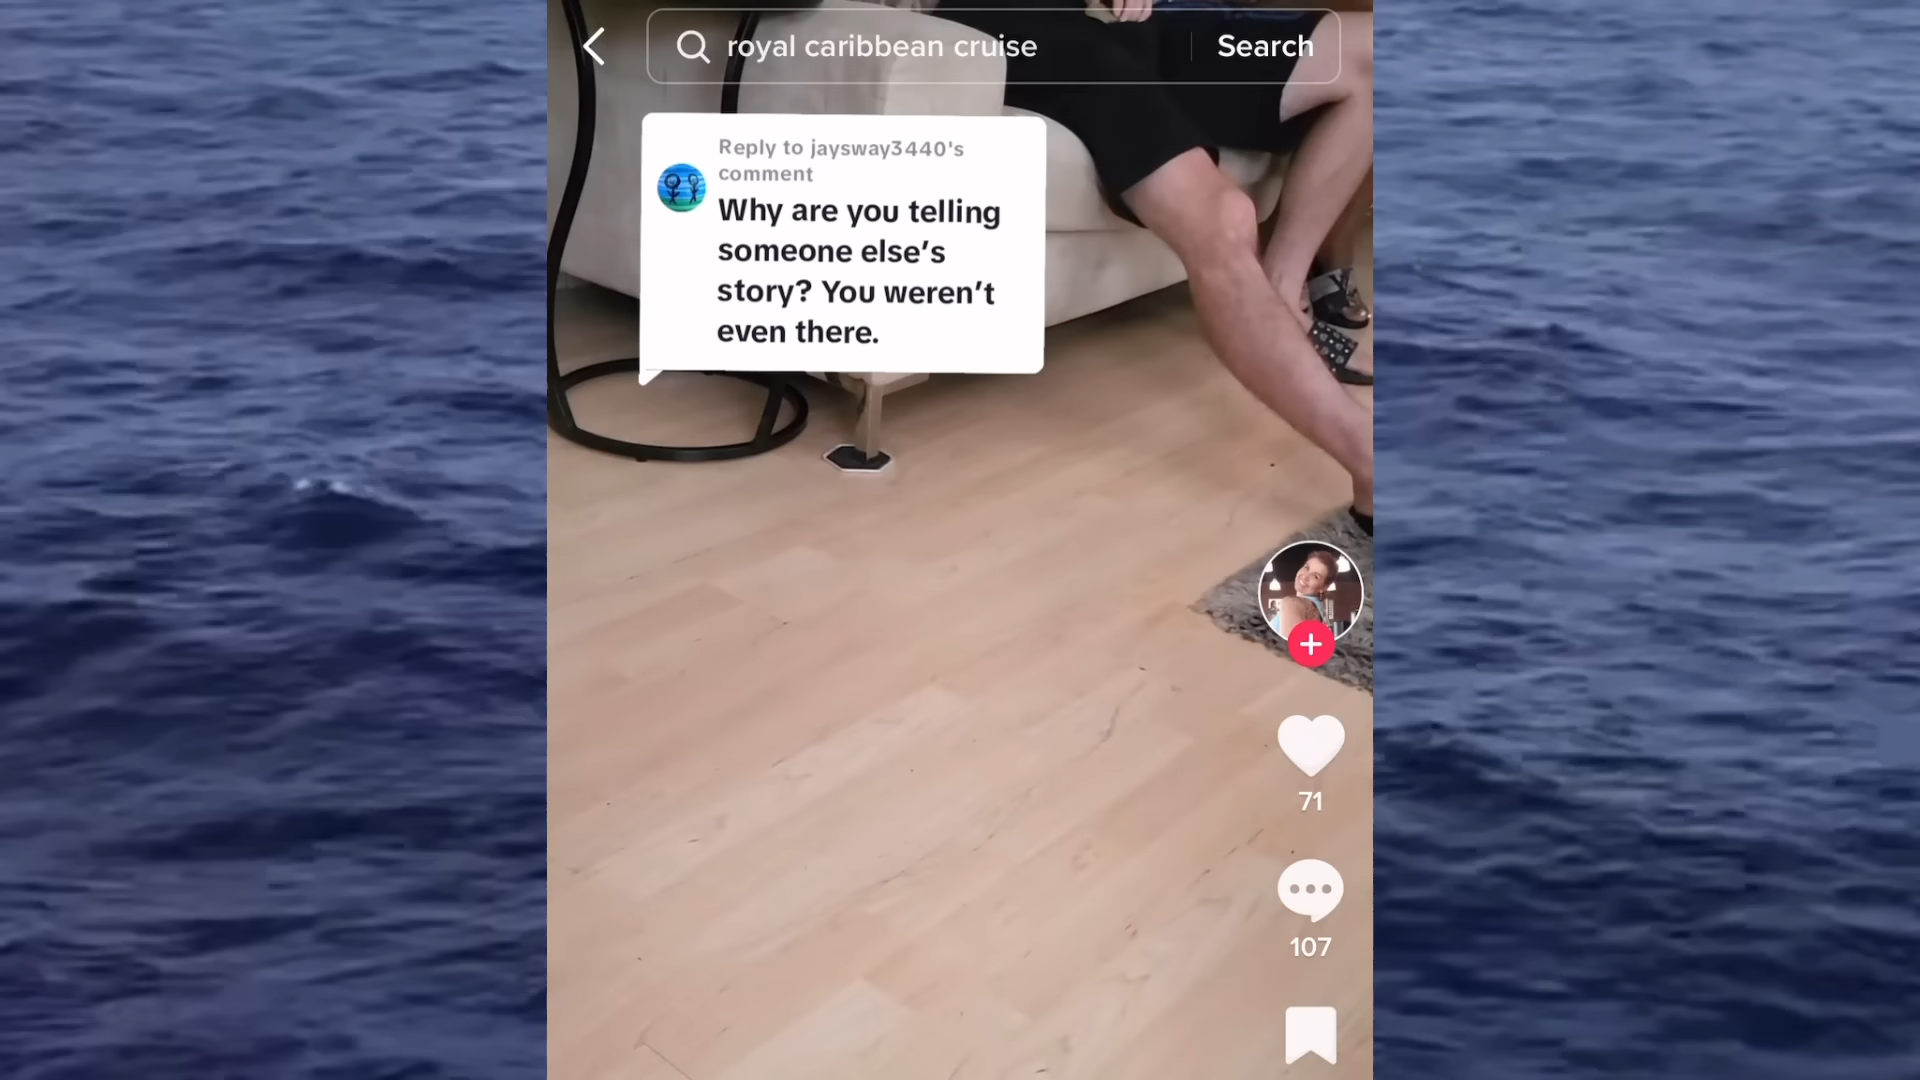 royal caribbean cruise
Search
Reply to jaysway3440's
comment
Why are you telling
someone else’s
story? You weren’t
even there.
71
107